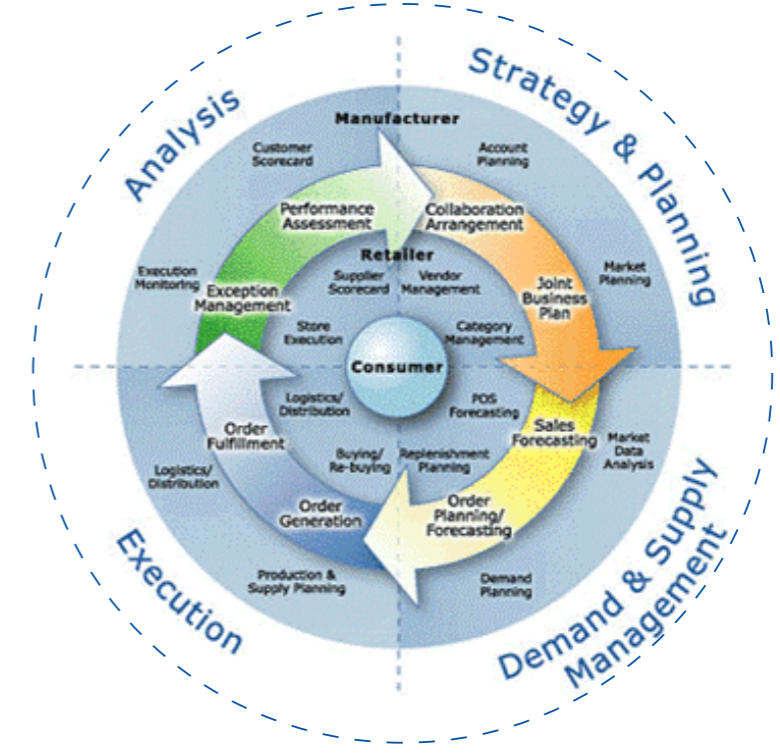 Strategy & Planning
Analysis
Manufacturer
Customer
Scorecard
Account
Planning
Performance
Assessment
Collaboration
Arrangement
Retailer
Execution
Monitoring
Exception
Management
Supplier
Scorecard
Vendor
Management
Joint
Business
Plan
Market
Planning
Store
Execution
Category
Management
Consumer
Logistics/
Distribution
POS
Forecasting
Order
Fulfillment
Sales
Forecasting
Market
Data
Analysis
Logistics/
Distribution
Buying/
Re-buying
Replenishment
Planning
Order
Generation
Order
Planning/
Forecasting
Production &
Supply Planning
Demand
Planning
Execution
Demand & Supply
Management